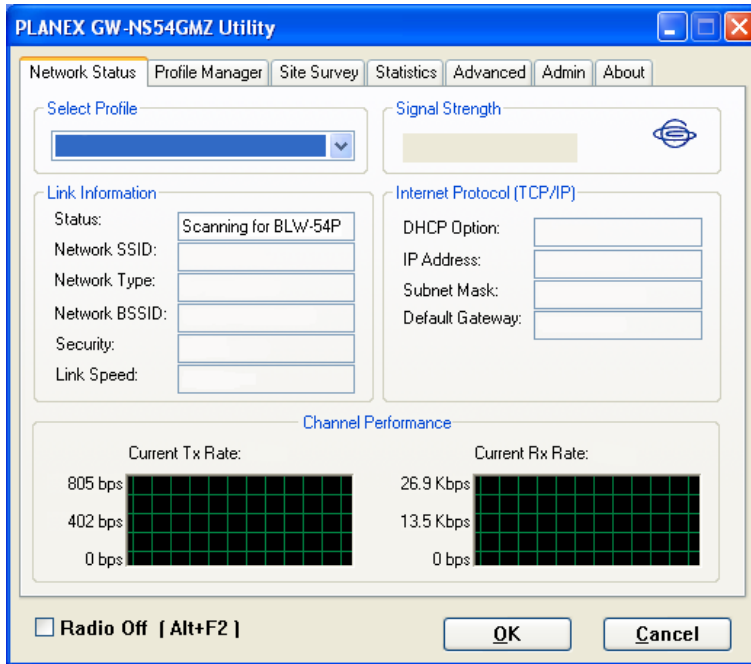 PLANEX GW-NS54GMZ Utility
Network Status
Profile Manager
Site Survey
Statistics
Advanced
Admin
About
Select Profile
Signal Strength
Link Information
Status:
Scanning for BLW-54P
Network SSID:
Network Type:
Network BSSID:
Security:
Link Speed:
Internet Protocol (TCP/IP)
DHCP Option:
IP Address:
Subnet Mask:
Default Gateway:
Channel Performance
Current Tx Rate:
805 bps
402 bps
0 bps
Current Rx Rate:
26.9 Kbps
13.5 Kbps
0 bps
Radio Off ( Alt+F2 )
OK
Cancel